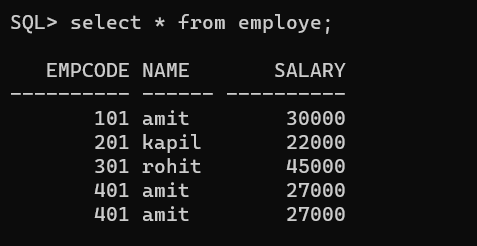 SQL> select * from employe;
EMPCODE NAME SALARY
---------- ------ ----------
101 amit 30000
201 kapil 22000
301 rohit 45000
401 amit 27000
401 amit 27000